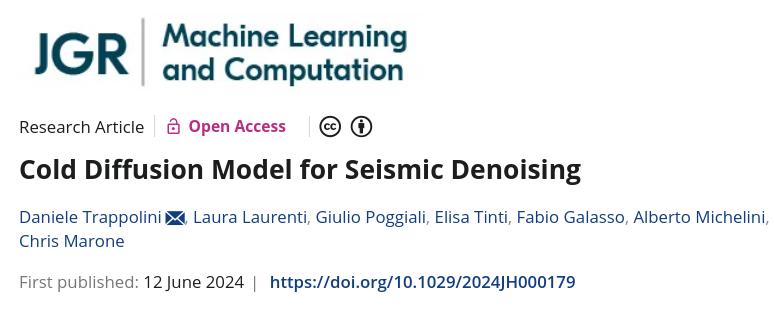 JGR Machine Learning
and Computation
Research Article Open Access
Cold Diffusion Model for Seismic Denoising
Daniele Trappolini, Laura Laurenti, Giulio Poggiali, Elisa Tinti, Fabio Galasso, Alberto Michelini,
Chris Marone
First published: 12 June 2024 | https://doi.org/10.1029/2024JH000179